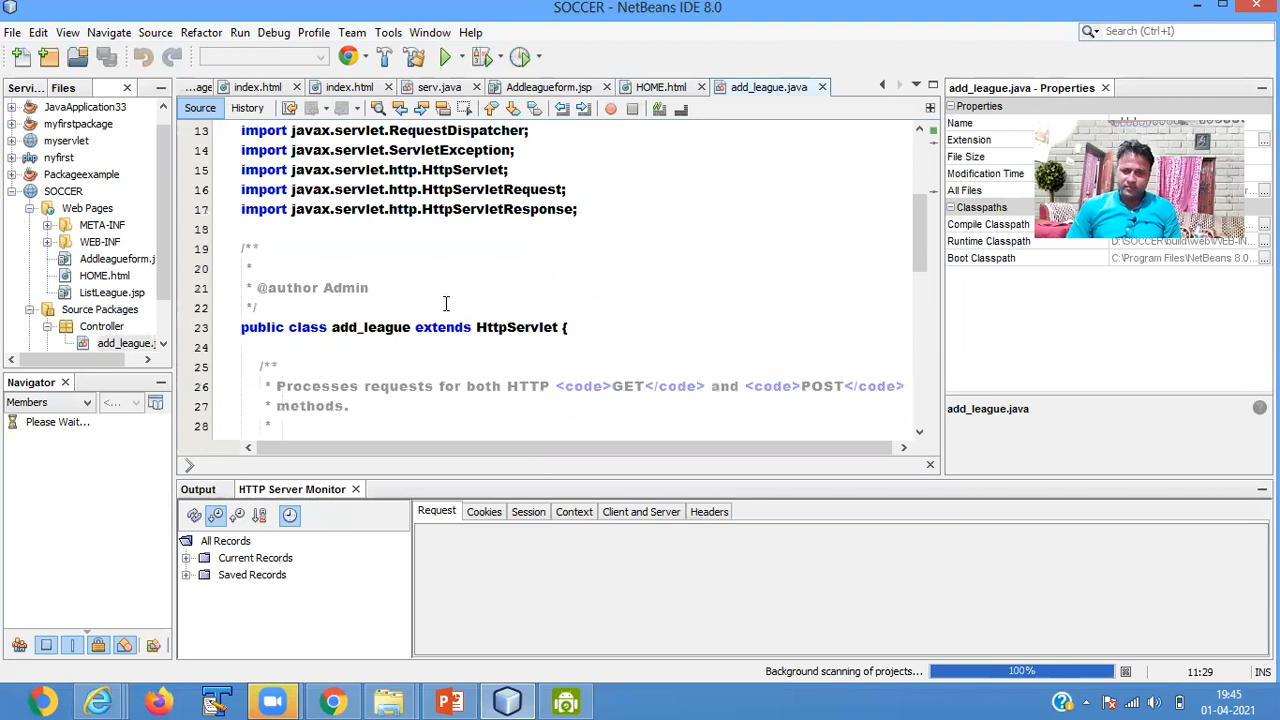 SOCCER - NetBeans IDE 8.0
File Edit View Navigate Source Refactor Run Debug Profile Team Tools Window Help
Search (Ctrl+I)
Servi... Files
JavaApplication33
myfirstpackage
myservlet
nyfirst
Packageexample
SOCCER
Web Pages
META-INF
WEB-INF
Addleagueform.j
HOME.html
ListLeague.jsp
Source Packages
Controller
add_league.j
Navigator
Members <...
Please Wait...
...age index.html index.html serv.java Addleagueform.jsp HOME.html add_league.java
Source History
13 import javax.servlet.RequestDispatcher;
14 import javax.servlet.ServletException;
15 import javax.servlet.http.HttpServlet;
16 import javax.servlet.http.HttpServletRequest;
17 import javax.servlet.http.HttpServletResponse;
18
19 /**
20 *
21 * @author Admin
22 */
23 public class add_league extends HttpServlet {
24
25 /**
26 * Processes requests for both HTTP <code>GET</code> and <code>POST</code>
27 * methods.
28 *
add_league.java - Properties
Properties
Name
Extension
File Size
Modification Time
All Files
Classpaths
Compile Classpath
Runtime Classpath D:\SOCCER\build\web\WEB-IN
Boot Classpath C:\Program Files\NetBeans 8.0...
add_league.java
Output HTTP Server Monitor
All Records
Current Records
Saved Records
Request Cookies Session Context Client and Server Headers
Background scanning of projects... 100% 11:29 INS
19:45
01-04-2021